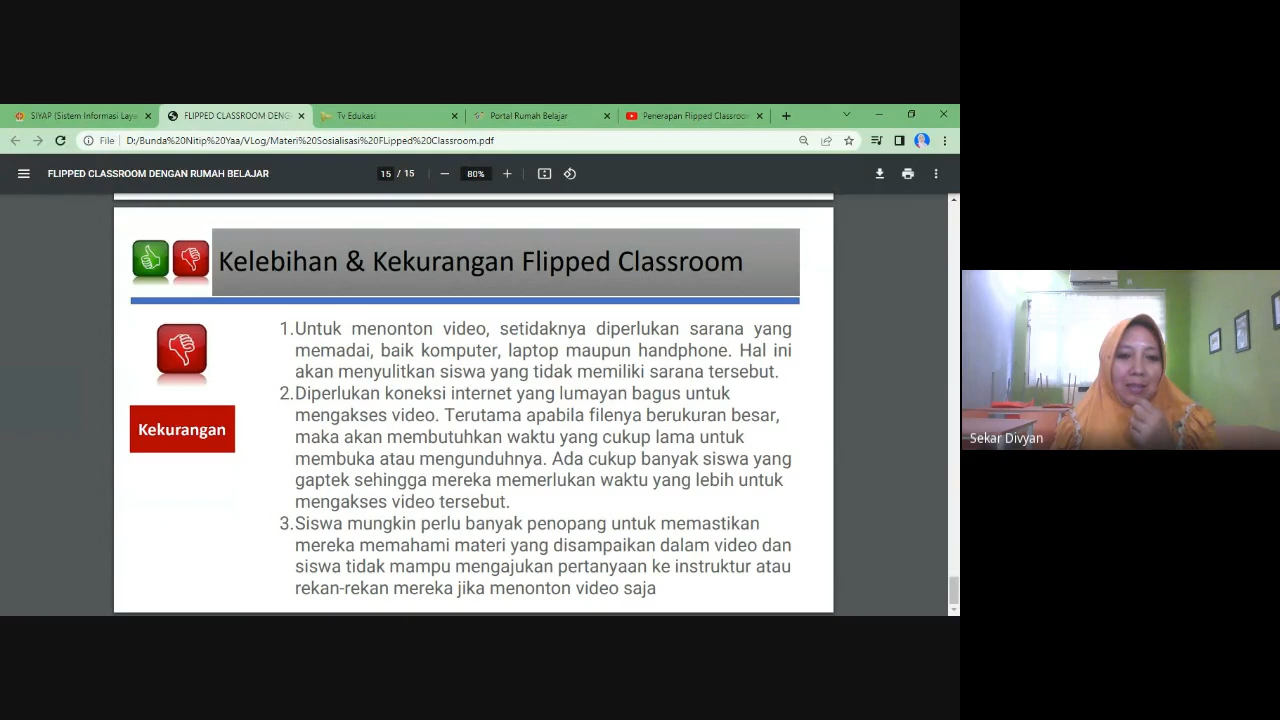 SIYAP (Sistem Informasi Laya
FLIPPED CLASSROOM DENG
Tv Edukasi
Portal Rumah Belajar
Penerapan Flipped Classroom
File D:/Bunda%20Nitip%20Yaa/VLog/Materi%20Sosialisasi%20FLipped%20Classroom.pdf
FLIPPED CLASSROOM DENGAN RUMAH BELAJAR
15 / 15
80%
Kelebihan & Kekurangan Flipped Classroom
Kekurangan
1.Untuk menonton video, setidaknya diperlukan sarana yang
memadai, baik komputer, laptop maupun handphone. Hal ini
akan menyulitkan siswa yang tidak memiliki sarana tersebut.
2.Diperlukan koneksi internet yang lumayan bagus untuk
mengakses video. Terutama apabila filenya berukuran besar,
maka akan membutuhkan waktu yang cukup lama untuk
membuka atau mengunduhnya. Ada cukup banyak siswa yang
gaptek sehingga mereka memerlukan waktu yang lebih untuk
mengakses video tersebut.
3.Siswa mungkin perlu banyak penopang untuk memastikan
mereka memahami materi yang disampaikan dalam video dan
siswa tidak mampu mengajukan pertanyaan ke instruktur atau
rekan-rekan mereka jika menonton video saja
Sekar Divyan